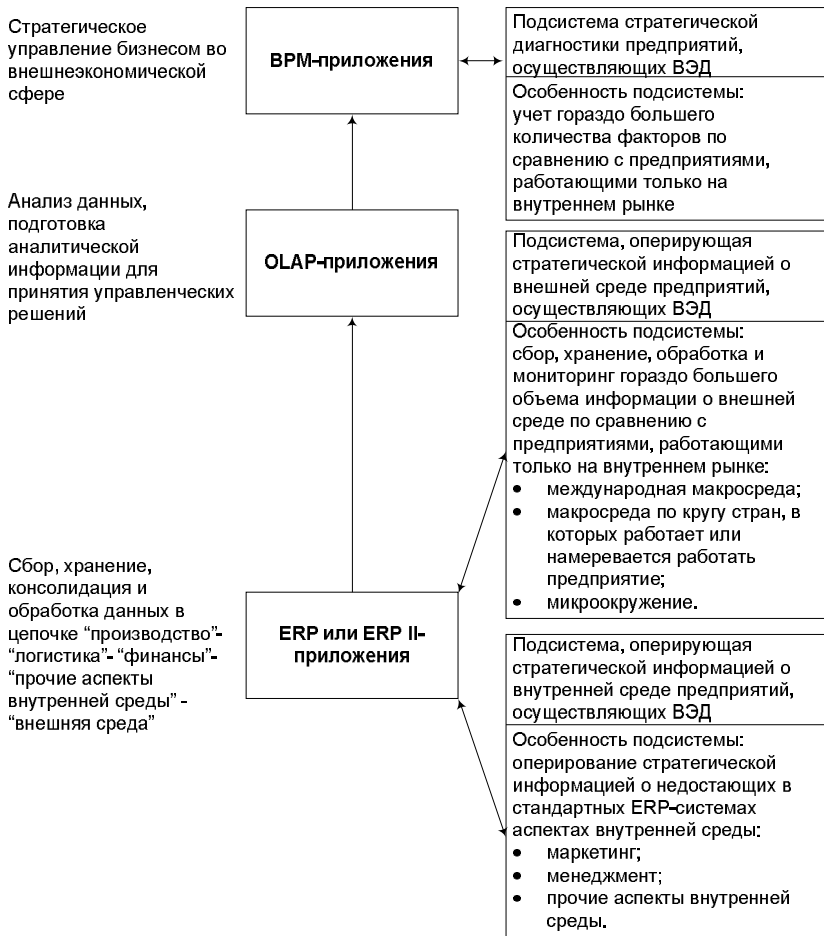 Стратегическое
управление бизнесом во
внешнеэкономической
сфере
BPM-приложения
Подсистема стратегической
диагностики предприятий,
осуществляющих ВЭД
Особенность подсистемы:
учет гораздо большего
количества факторов по
сравнению с предприятиями,
работающими только на
внутреннем рынке
Анализ данных,
подготовка
аналитической
информации для
принятия управленческих
решений
OLAP-приложения
Подсистема, оперирующая
стратегической информацией о
внешней среде предприятий,
осуществляющих ВЭД
Особенность подсистемы:
сбор, хранение, обработка и
мониторинг гораздо большего
объема информации о внешней
среде по сравнению с
предприятиями, работающими
только на внутреннем рынке:
• международная макросреда;
• макросреда по кругу стран, в
которых работает или
намеревается работать
предприятие;
• микроокружение.
Сбор, хранение,
консолидация и
обработка данных в
цепочке “производство”-
“логистика”- “финансы”-
“прочие аспекты
внутренней среды” -
“внешняя среда”
ERP или ERP II-
приложения
Подсистема, оперирующая
стратегической информацией о
внутренней среде предприятий,
осуществляющих ВЭД
Особенность подсистемы:
оперирование стратегической
информацией о недостающих в
стандартных ERP-системах
аспектах внутренней среды:
• маркетинг;
• менеджмент;
• прочие аспекты внутренней
среды.